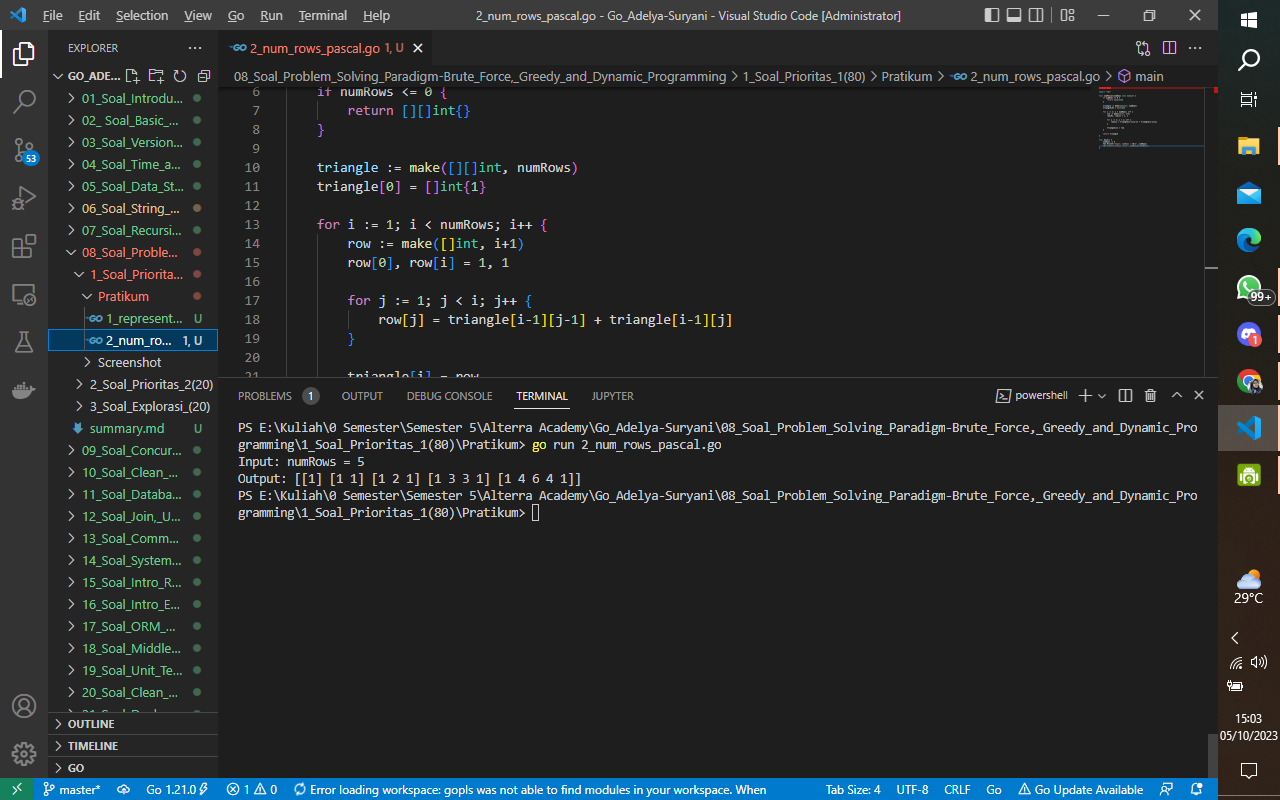 File Edit Selection View Go Run Terminal Help 2_num_rows_pascal.go - Go_Adelya-Suryani - Visual Studio Code [Administrator]
EXPLORER
GO_ADE...
01_Soal_Introdu...
02_ Soal_Basic_...
03_Soal_Version...
04_Soal_Time_a...
05_Soal_Data_St...
06_Soal_String_...
07_Soal_Recursi...
08_Soal_Proble...
1_Soal_Priorita...
Pratikum
1_represent... U
2_num_ro... 1, U
Screenshot
2_Soal_Prioritas_2(20)
3_Soal_Explorasi_(20)
summary.md U
09_Soal_Concur...
10_Soal_Clean_...
11_Soal_Databa...
12_Soal_Join,_U...
13_Soal_Comm...
14_Soal_System...
15_Soal_Intro_R...
16_Soal_Intro_E...
17_Soal_ORM_...
18_Soal_Middle...
19_Soal_Unit_Te...
20_Soal_Clean_...
OUTLINE
TIMELINE
GO
53
GO 2_num_rows_pascal.go 1, U
08_Soal_Problem_Solving_Paradigm-Brute_Force,_Greedy_and_Dynamic_Programming > 1_Soal_Prioritas_1(80) > Pratikum > GO 2_num_rows_pascal.go > main
6 if numRows <= 0 {
7 return [][]int{}
8 }
9
10 triangle := make([][]int, numRows)
11 triangle[0] = []int{1}
12
13 for i := 1; i < numRows; i++ {
14 row := make([]int, i+1)
15 row[0], row[i] = 1, 1
16
17 for j := 1; j < i; j++ {
18 row[j] = triangle[i-1][j-1] + triangle[i-1][j]
19 }
20
21 triangle[i] = row
PROBLEMS 1 OUTPUT DEBUG CONSOLE TERMINAL JUPYTER powershell
PS E:\Kuliah\0 Semester\Semester 5\Alterra Academy\Go_Adelya-Suryani\08_Soal_Problem_Solving_Paradigm-Brute_Force,_Greedy_and_Dynamic_Pro
gramming\1_Soal_Prioritas_1(80)\Pratikum> go run 2_num_rows_pascal.go
Input: numRows = 5
Output: [[1] [1 1] [1 2 1] [1 3 3 1] [1 4 6 4 1]]
PS E:\Kuliah\0 Semester\Semester 5\Alterra Academy\Go_Adelya-Suryani\08_Soal_Problem_Solving_Paradigm-Brute_Force,_Greedy_and_Dynamic_Pro
gramming\1_Soal_Prioritas_1(80)\Pratikum>
master* Go 1.21.0 1 0 Error loading workspace: gopls was not able to find modules in your workspace. When Tab Size: 4 UTF-8 CRLF Go Go Update Available
99+
1
29°C
15:03
05/10/2023